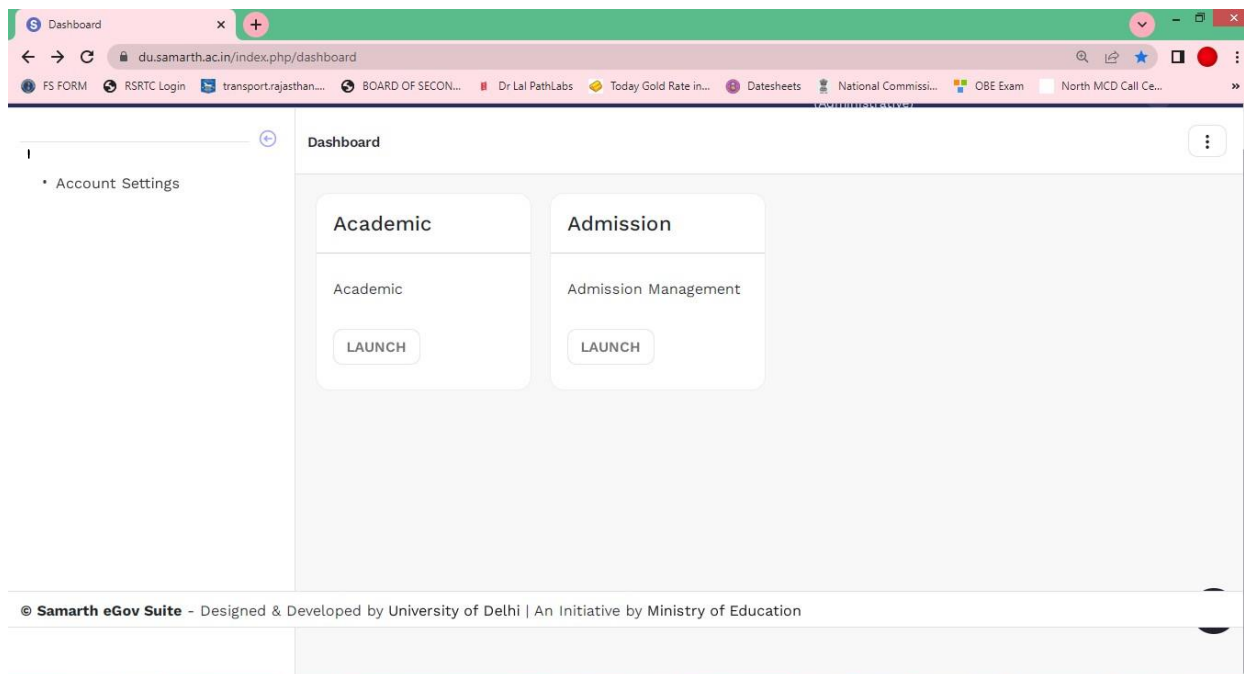 Dashboard
du.samarth.ac.in/index.php/dashboard
FS FORM RSRTC Login transport.rajasthan.... BOARD OF SECON... Dr Lal PathLabs Today Gold Rate in... Datesheets National Commissi... OBE Exam North MCD Call Ce...
(Administrative)
Dashboard
• Account Settings
Academic Admission
Academic Admission Management
LAUNCH LAUNCH
© Samarth eGov Suite - Designed & Developed by University of Delhi | An Initiative by Ministry of Education